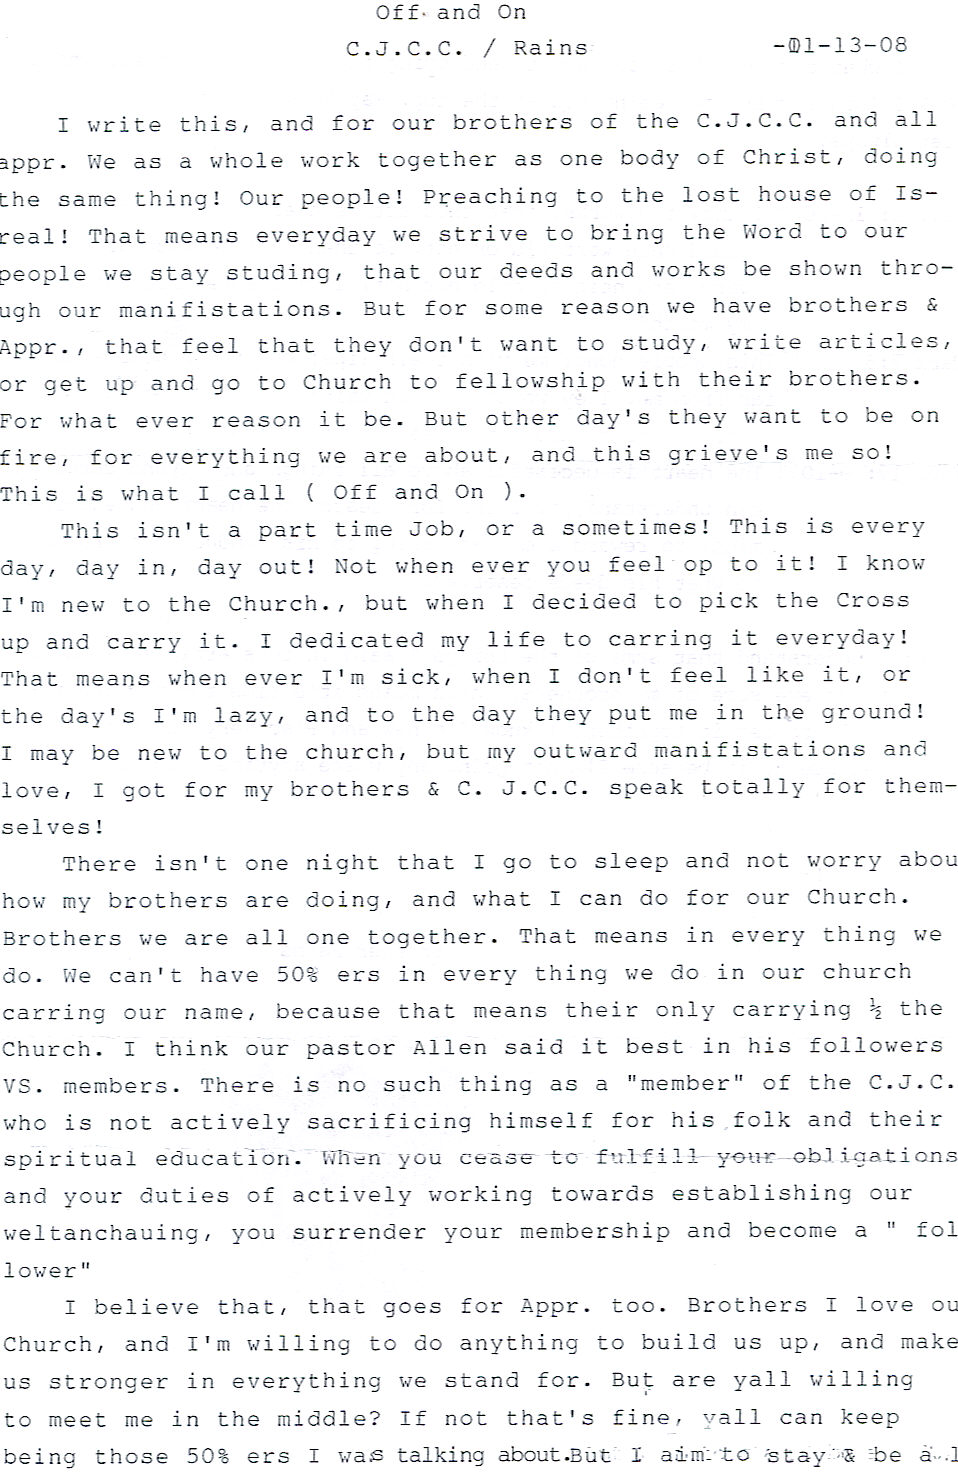 Off and On
C.J.C.C. / Rains -01-13-08
I write this, and for our brothers of the C.J.C.C. and all
appr. We as a whole work together as one body of Christ, doing
the same thing! Our people! Preaching to the lost house of Is-
real! That means everyday we strive to bring the Word to our
people we stay studing, that our deeds and works be shown thro-
ugh our manifistations. But for some reason we have brothers &
Appr., that feel that they don't want to study, write articles,
or get up and go to Church to fellowship with their brothers.
For what ever reason it be. But other day's they want to be on
fire, for everything we are about, and this grieve's me so!
This is what I call ( Off and On ).
This isn't a part time Job, or a sometimes! This is every
day, day in, day out! Not when ever you feel op to it! I know
I'm new to the Church., but when I decided to pick the Cross
up and carry it. I dedicated my life to carring it everyday!
That means when ever I'm sick, when I don't feel like it, or
the day's I'm lazy, and to the day they put me in the ground!
I may be new to the church, but my outward manifistations and
love, I got for my brothers & C. J.C.C. speak totally for them-
selves!
There isn't one night that I go to sleep and not worry abou
how my brothers are doing, and what I can do for our Church.
Brothers we are all one together. That means in every thing we
do. We can't have 50% ers in every thing we do in our church
carring our name, because that means their only carrying ½ the
Church. I think our pastor Allen said it best in his followers
VS. members. There is no such thing as a "member" of the C.J.C.
who is not actively sacrificing himself for his folk and their
spiritual education. When you cease to fulfill your obligations
and your duties of actively working towards establishing our
weltanchauing, you surrender your membership and become a " fol
lower"
I believe that, that goes for Appr. too. Brothers I love ou
Church, and I'm willing to do anything to build us up, and make
us stronger in everything we stand for. But are yall willing
to meet me in the middle? If not that's fine, yall can keep
being those 50% ers I was talking about.But I aim to stay & be a